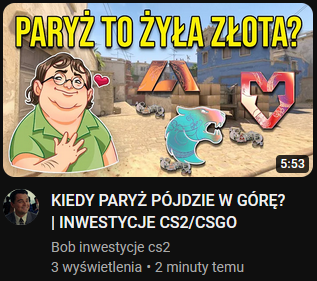 PARYŻ TO ŻYŁA ZŁOTA?
5:53
KIEDY PARYŻ PÓJDZIE W GÓRĘ?
| INWESTYCJE CS2/CSGO
Bob inwestycje cs2
3 wyświetlenia • 2 minuty temu